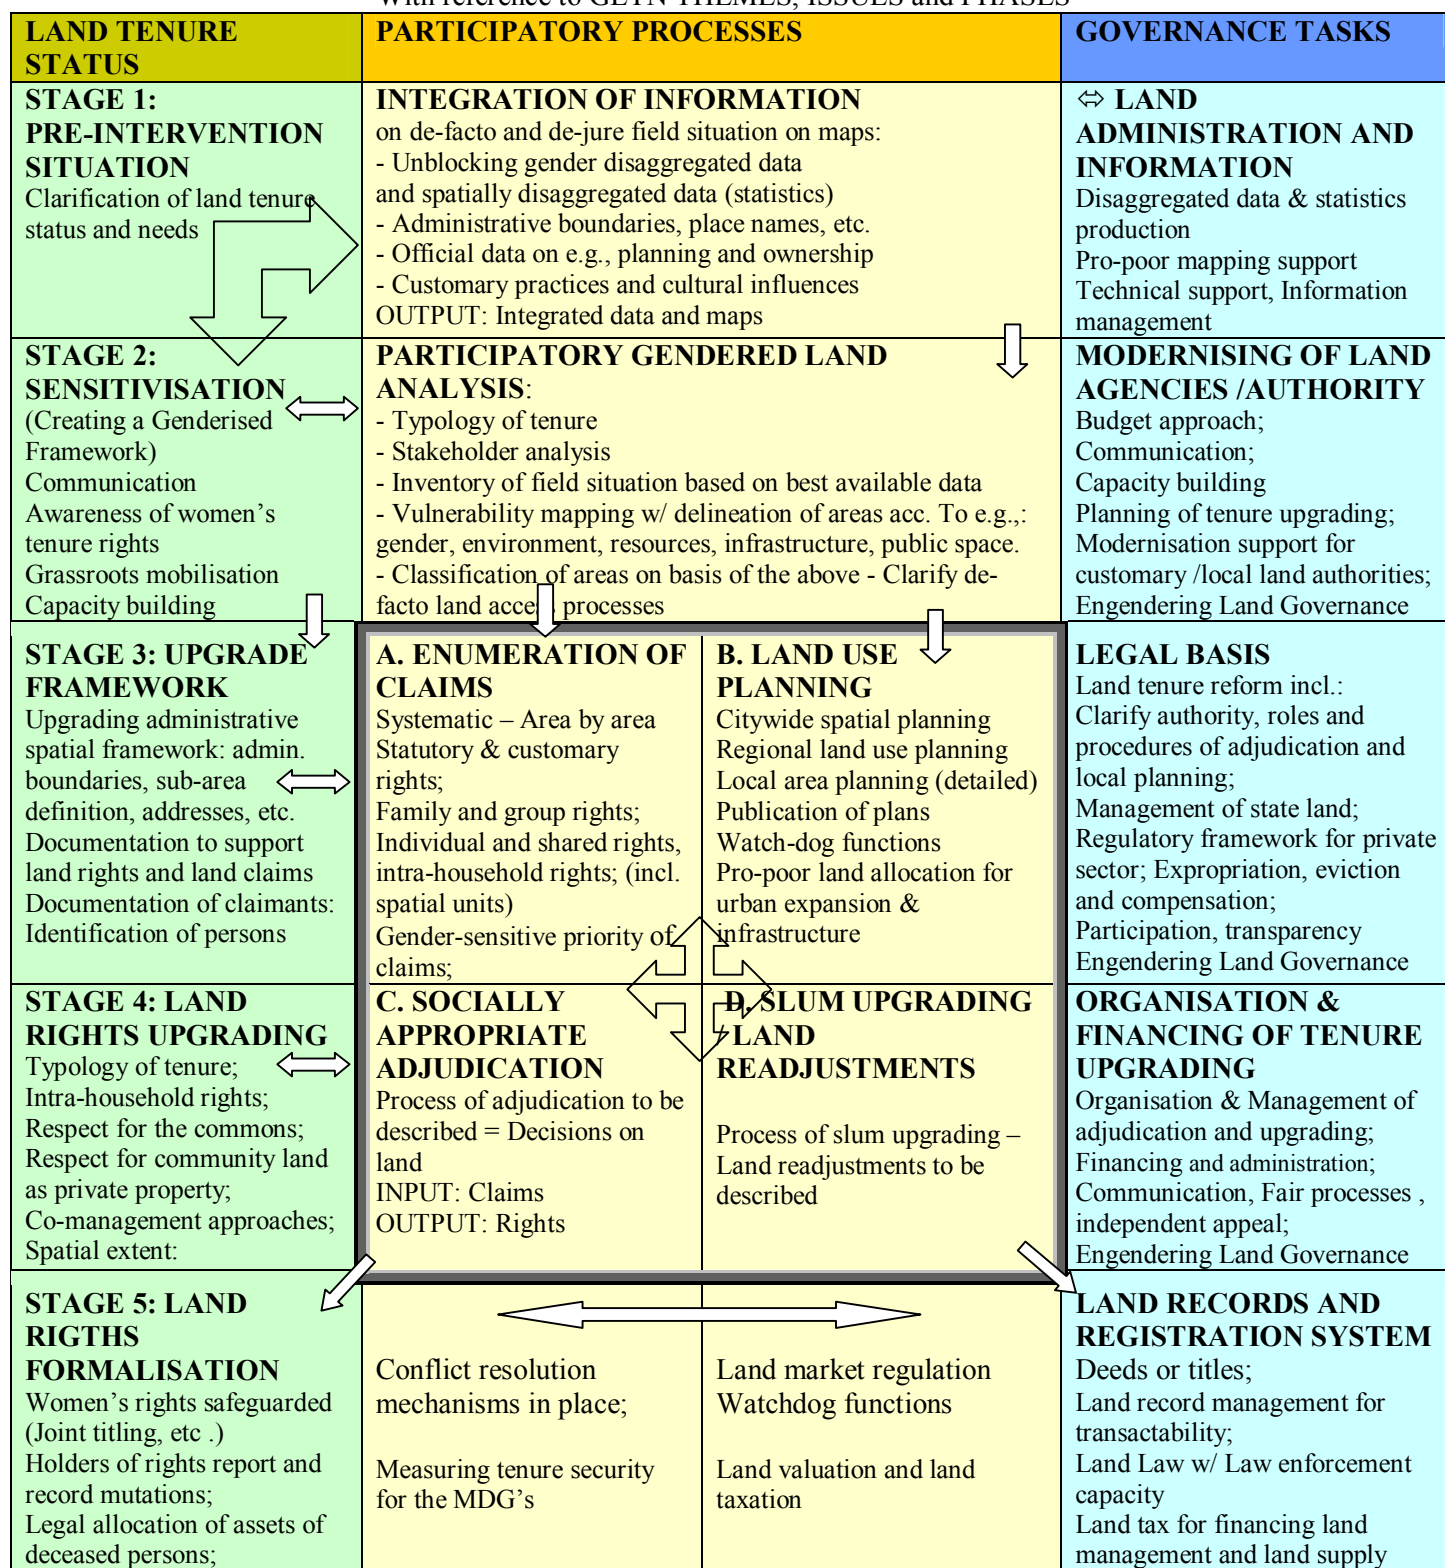 With reference to GLTN THEMES, ISSUES and PHASES
LAND TENURE
STATUS
PARTICIPATORY PROCESSES
GOVERNANCE TASKS
STAGE 1:
PRE-INTERVENTION
SITUATION
Clarification of land tenure
status and needs
INTEGRATION OF INFORMATION
on de-facto and de-jure field situation on maps:
- Unblocking gender disaggregated data
and spatially disaggregated data (statistics)
- Administrative boundaries, place names, etc.
- Official data on e.g., planning and ownership
- Customary practices and cultural influences
OUTPUT: Integrated data and maps
⇔ LAND
ADMINISTRATION AND
INFORMATION
Disaggregated data & statistics
production
Pro-poor mapping support
Technical support, Information
management
STAGE 2:
SENSITIVISATION
(Creating a Genderised
Framework)
Communication
Awareness of women's
tenure rights
Grassroots mobilisation
Capacity building
PARTICIPATORY GENDERED LAND
ANALYSIS:
- Typology of tenure
- Stakeholder analysis
- Inventory of field situation based on best available data
- Vulnerability mapping w/ delineation of areas acc. To e.g.,:
gender, environment, resources, infrastructure, public space.
- Classification of areas on basis of the above - Clarify de-
facto land access processes
MODERNISING OF LAND
AGENCIES /AUTHORITY
Budget approach;
Communication;
Capacity building
Planning of tenure upgrading;
Modernisation support for
customary /local land authorities;
Engendering Land Governance
STAGE 3: UPGRADE
FRAMEWORK
Upgrading administrative
spatial framework: admin.
boundaries, sub-area
definition, addresses, etc.
Documentation to support
land rights and land claims
Documentation of claimants:
Identification of persons
A. ENUMERATION OF
CLAIMS
Systematic – Area by area
Statutory & customary
rights;
Family and group rights;
Individual and shared rights,
intra-household rights; (incl.
spatial units)
Gender-sensitive priority of
claims;
B. LAND USE
PLANNING
Citywide spatial planning
Regional land use planning
Local area planning (detailed)
Publication of plans
Watch-dog functions
Pro-poor land allocation for
urban expansion &
infrastructure
LEGAL BASIS
Land tenure reform incl.:
Clarify authority, roles and
procedures of adjudication and
local planning;
Management of state land;
Regulatory framework for private
sector; Expropriation, eviction
and compensation;
Participation, transparency
Engendering Land Governance
STAGE 4: LAND
RIGHTS UPGRADING
Typology of tenure;
Intra-household rights;
Respect for the commons;
Respect for community land
as private property;
Co-management approaches;
Spatial extent:
C. SOCIALLY
APPROPRIATE
ADJUDICATION
Process of adjudication to be
described = Decisions on
land
INPUT: Claims
OUTPUT: Rights
D. SLUM UPGRADING
/ LAND
READJUSTMENTS
Process of slum upgrading –
Land readjustments to be
described
ORGANISATION &
FINANCING OF TENURE
UPGRADING
Organisation & Management of
adjudication and upgrading;
Financing and administration;
Communication, Fair processes ,
independent appeal;
Engendering Land Governance
STAGE 5: LAND
RIGTHS
FORMALISATION
Women's rights safeguarded
(Joint titling, etc .)
Holders of rights report and
record mutations;
Legal allocation of assets of
deceased persons;
Conflict resolution
mechanisms in place;
Measuring tenure security
for the MDG's
Land market regulation
Watchdog functions
Land valuation and land
taxation
LAND RECORDS AND
REGISTRATION SYSTEM
Deeds or titles;
Land record management for
transactability;
Land Law w/ Law enforcement
capacity
Land tax for financing land
management and land supply